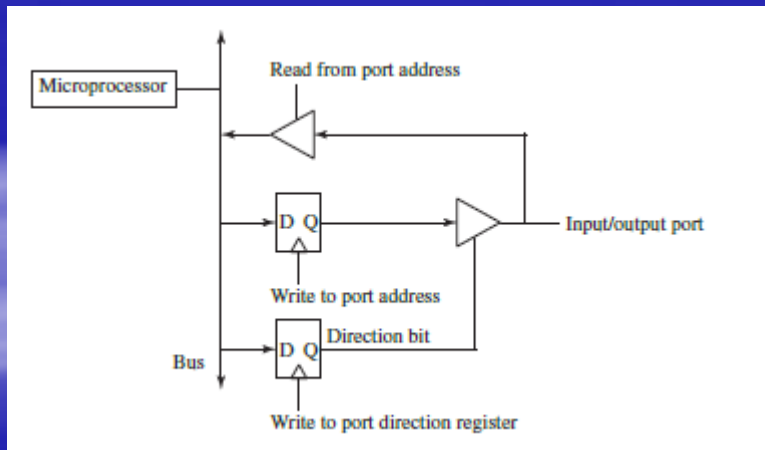 Read from port address
Microprocessor
D Q
Input/output port
Write to port address
Direction bit
D Q
Bus
Write to port direction register